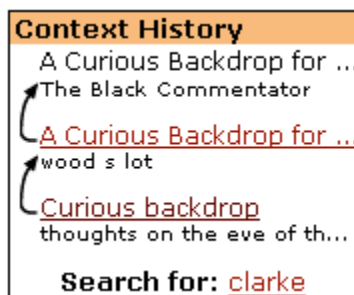 Context History
A Curious Backdrop for ...
The Black Commentator
A Curious Backdrop for ...
wood s lot
Curious backdrop
thoughts on the eve of th...
Search for: clarke